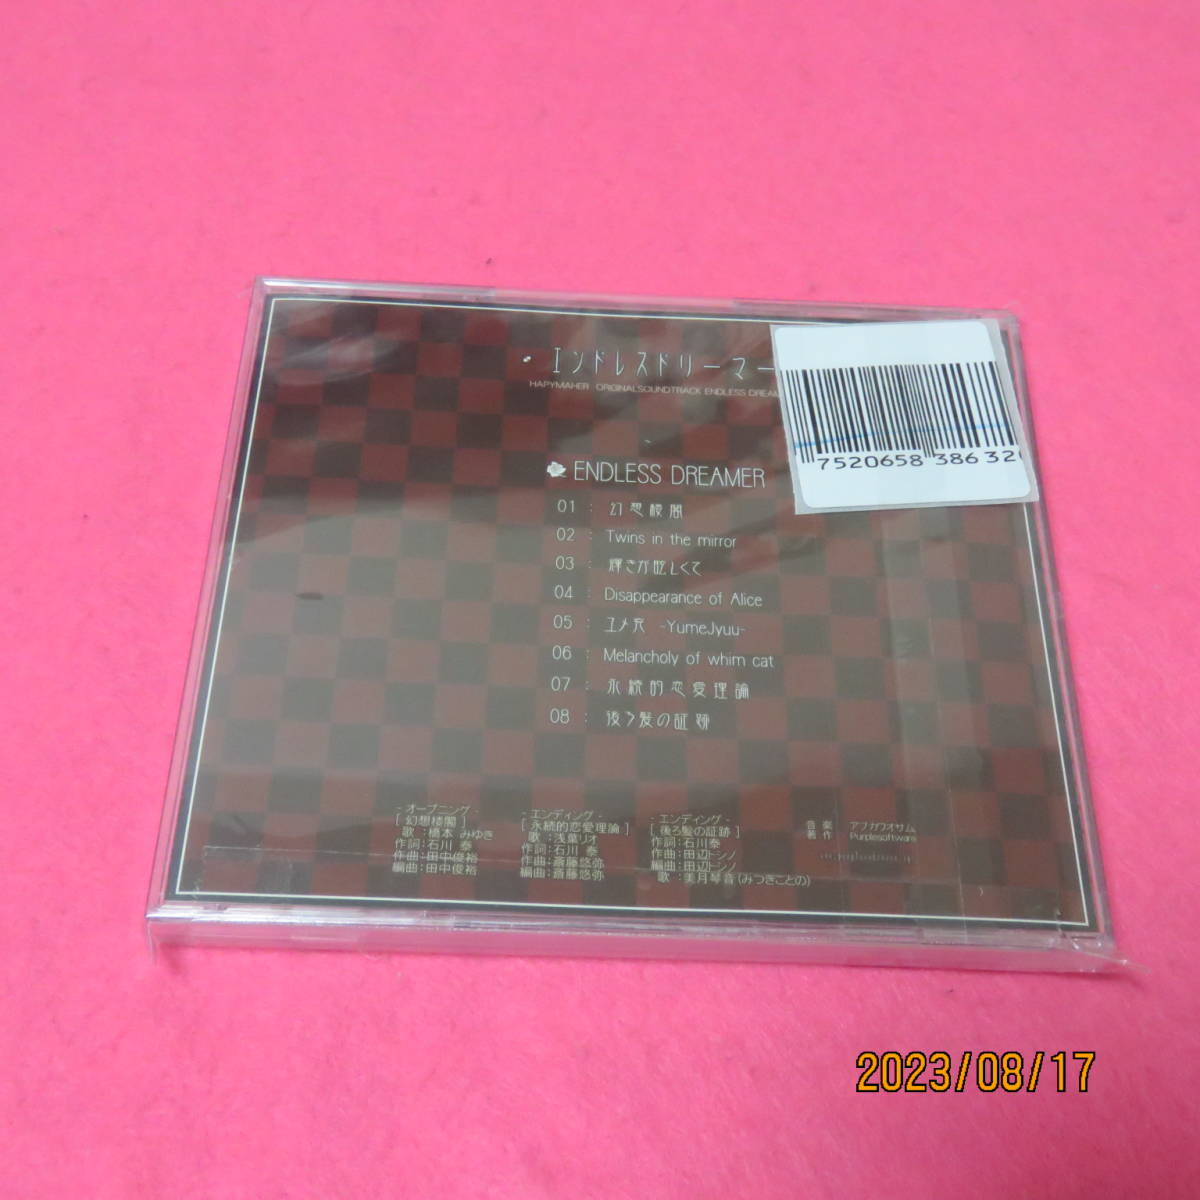 エンドレスドリーマー
HAPYMAHER ORIGINALSOUNDTRACK ENDLESS DREAM
7520658 38632
ENDLESS DREAMER
01 : 幻想楼閣
02 : Twins in the mirror
03 : 輝きが眩しくて
04 : Disappearance of Alice
05 : ユメ死 -YumeJyuu-
06 : Melancholy of whim cat
07 : 永続的恋愛理論
08 : 後ろ髪の証跡
- オープニング -
[ 幻想楼閣 ]
歌 : 橋本 みゆき
作詞 : 石川 泰
作曲 : 田中俊裕
編曲 : 田中俊裕
- エンディング -
[ 永続的恋愛理論 ]
歌 : 浅葉リオ
作詞 : 石川 泰
作曲 : 斎藤悠弥
編曲 : 斎藤悠弥
- エンディング -
[ 後ろ髪の証跡 ]
作詞 : 石川泰
作曲 : 田辺トシノ
編曲 : 田辺トシノ
歌 : 美月琴音(みつきことの)
音楽 アブガワオサム
著作 Purplesoftware
2023/08/17